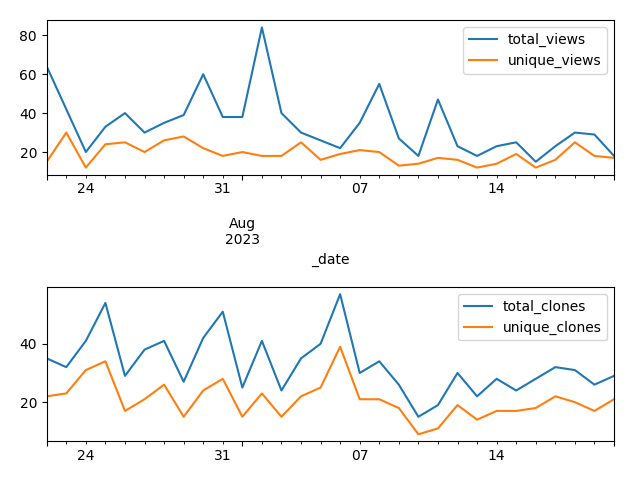 80
60
40
20
total_views
unique_views
24 31 07 14
Aug
2023
_date
40
20
total_clones
unique_clones
24 31 07 14